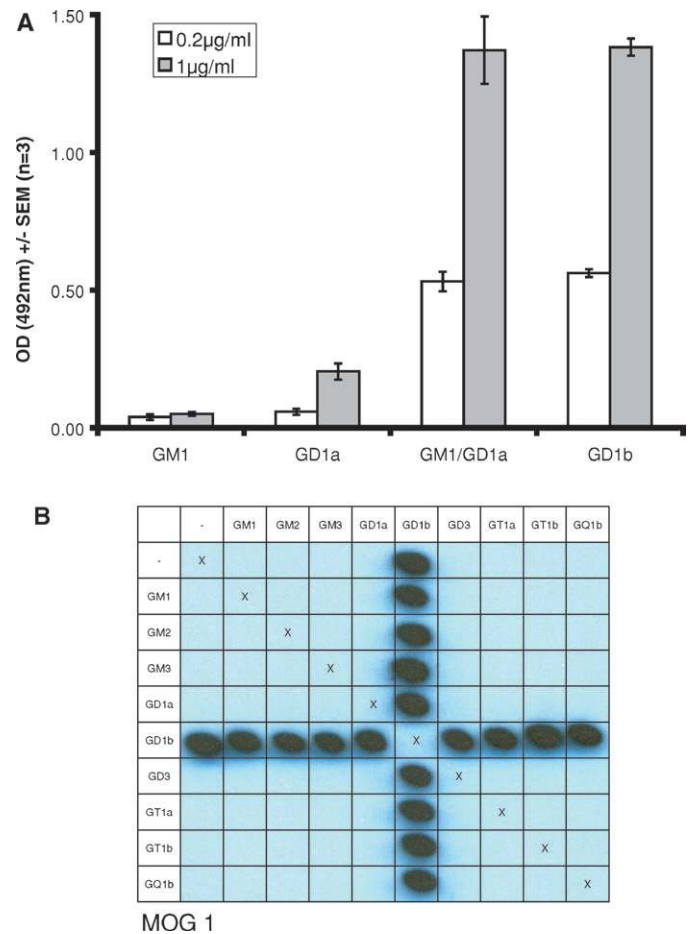 A
0.2µg/ml
1µg/ml
OD (492nm) +/- SEM (n=3)
1.50
1.00
0.50
0.00
GM1 GD1a GM1/GD1a GD1b
B
- GM1 GM2 GM3 GD1a GD1b GD3 GT1a GT1b GQ1b
- X
GM1 X
GM2 X
GM3 X
GD1a X
GD1b X
GD3 X
GT1a X
GT1b X
GQ1b X
MOG 1